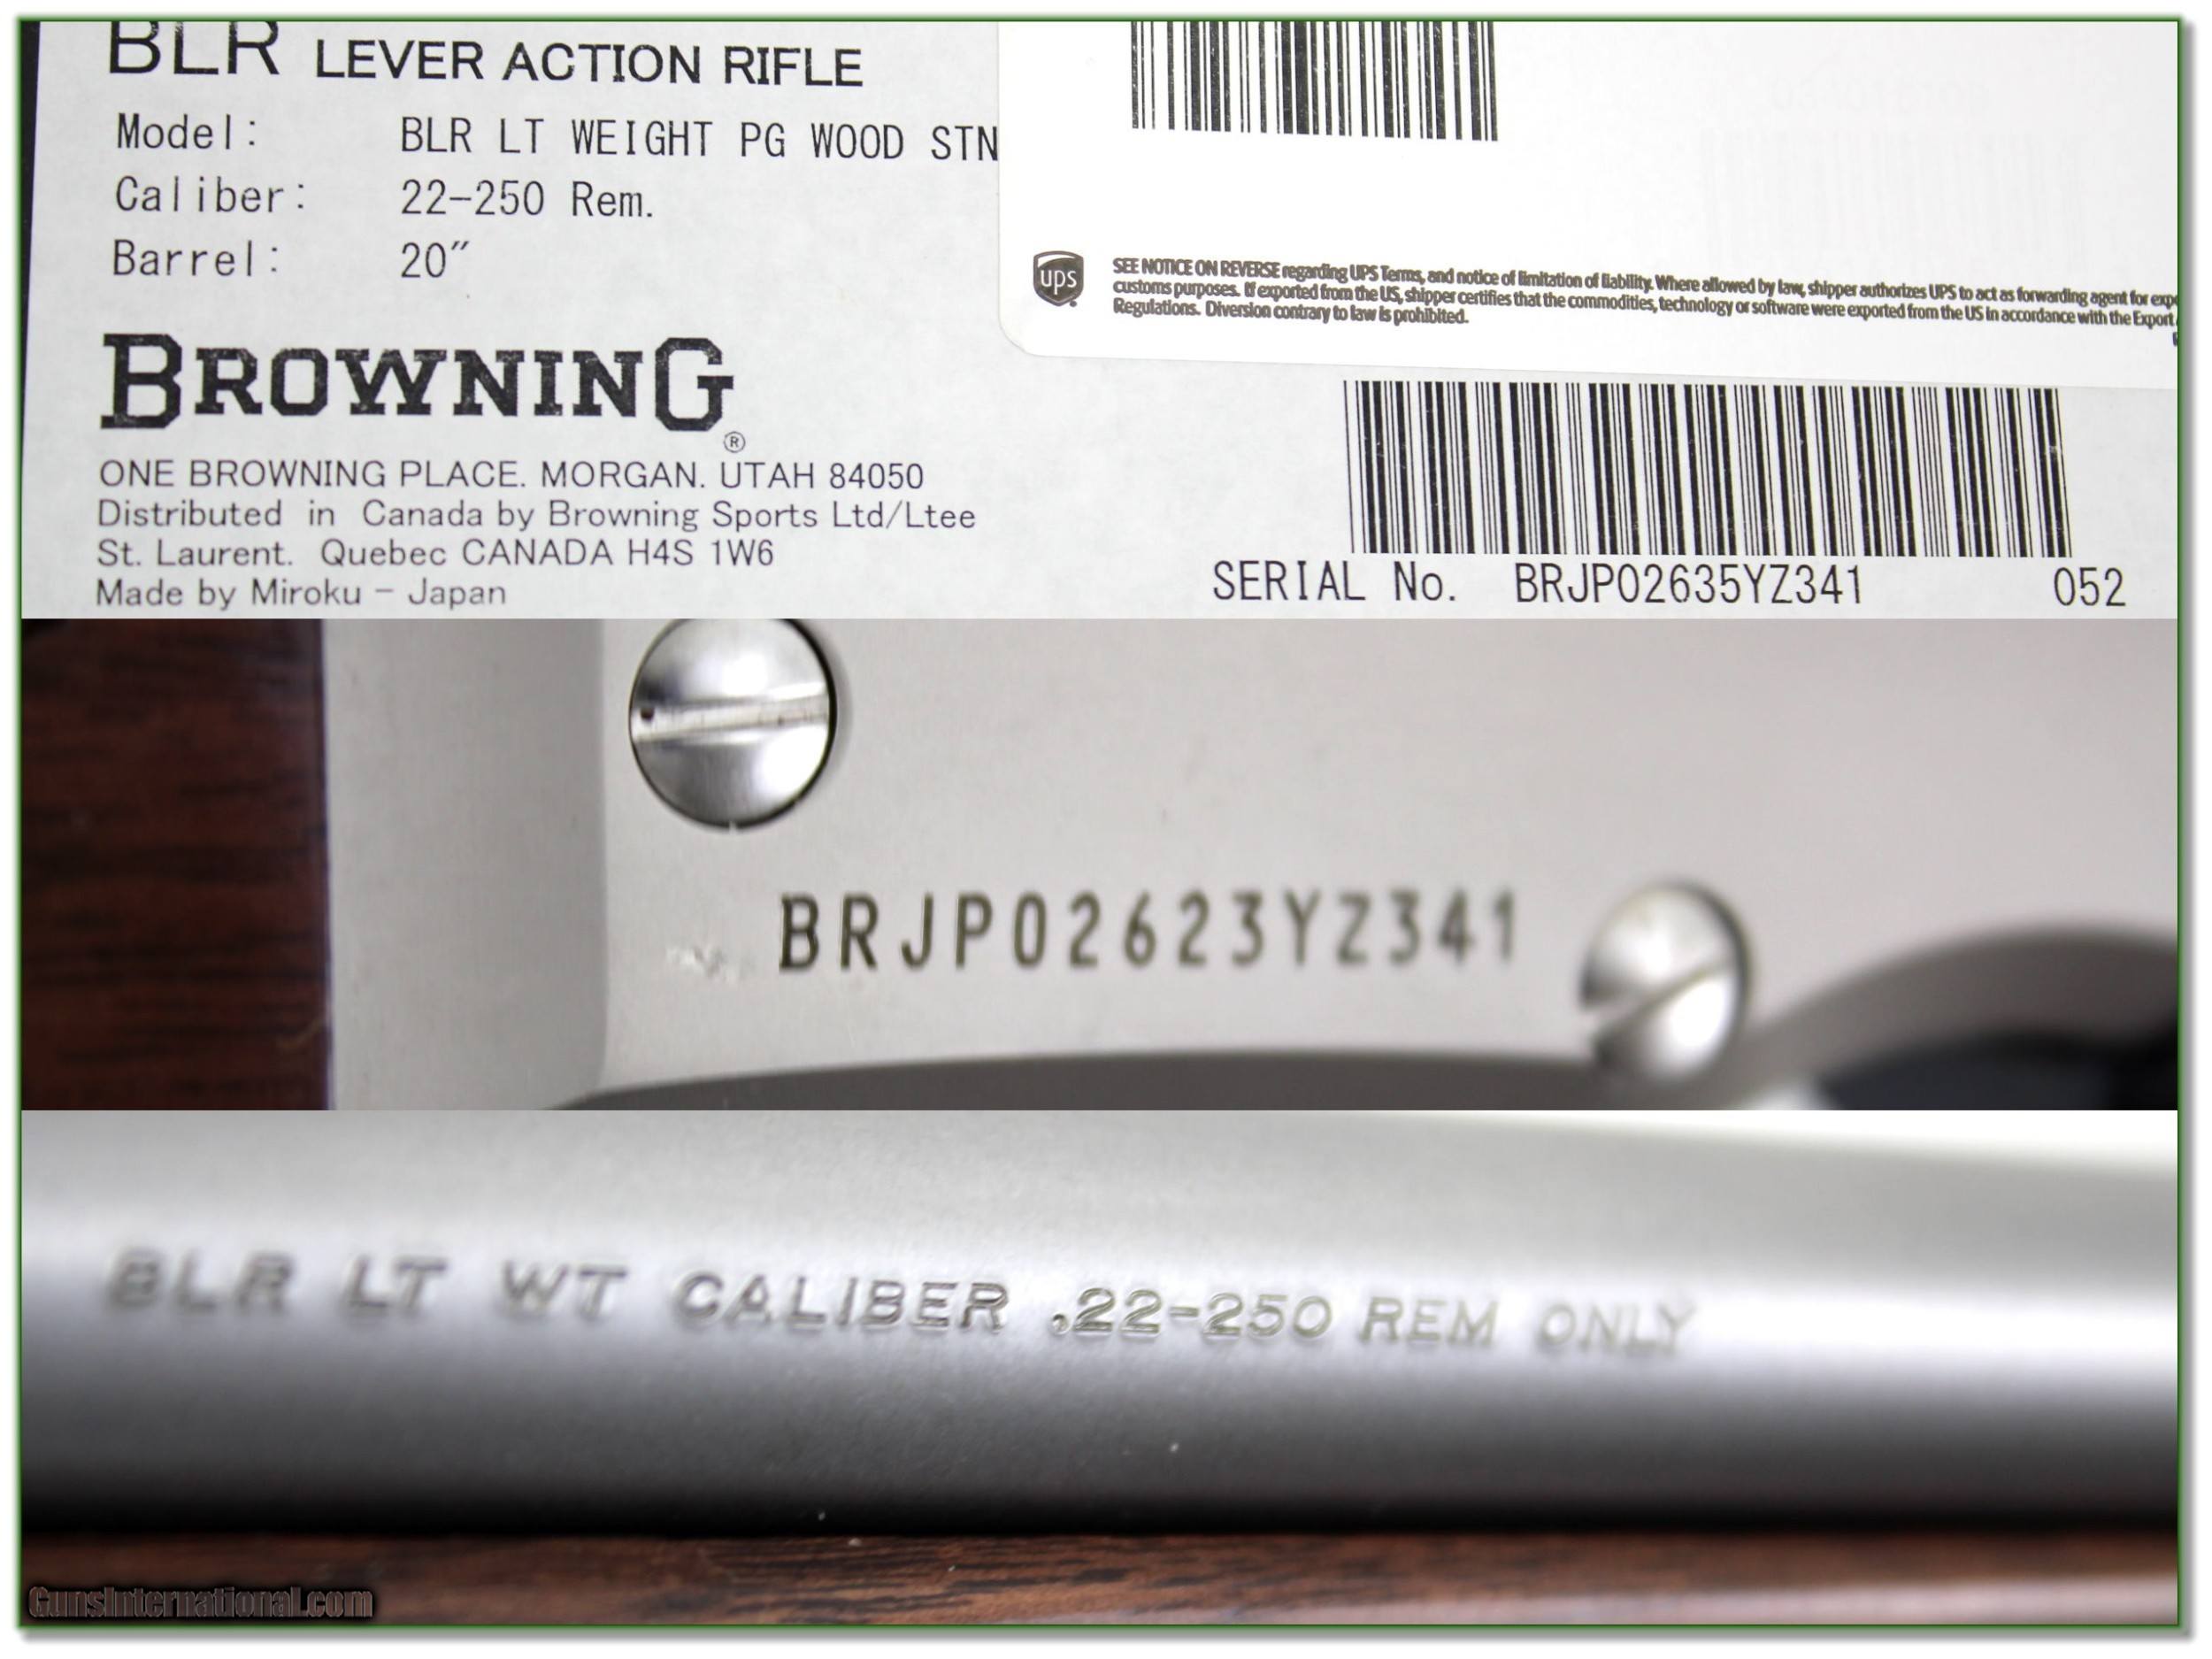 BLR LEVER ACTION RIFLE
Model: BLR LT WEIGHT PG WOOD STN
Caliber: 22-250 Rem.
Barrel: 20"
ups
SEE NOTICE ON REVERSE regarding UPS Terms, and notice of limitation of liability. Where allowed by law, shipper authorizes UPS to act as forwarding agent for exp
customs purposes. If exported from the US, shipper certifies that the commodities, technology or software were exported from the US in accordance with the Export
Regulations. Diversion contrary to law is prohibited.
BROWNING®
ONE BROWNING PLACE. MORGAN. UTAH 84050
Distributed in Canada by Browning Sports Ltd/Ltee
St. Laurent. Quebec CANADA H4S 1W6
Made by Miroku - Japan
SERIAL No. BRJP02635YZ341 052
BRJP02623YZ341
BLR LT WT CALIBER .22-250 REM ONLY
GunsInternational.com